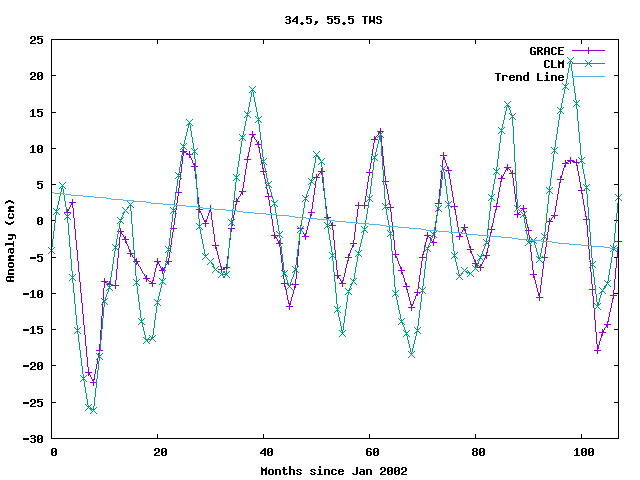 34.5, 55.5 TWS
GRACE
CLM
Trend Line
25
20
15
10
5
0
-5
-10
-15
-20
-25
-30
Anomaly (cm)
0 20 40 60 80 100
Months since Jan 2002